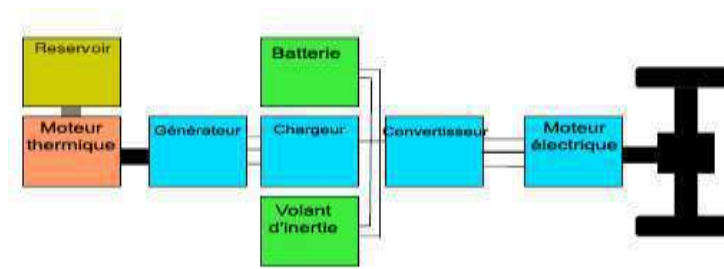 Reservoir
Batterie
Moteur
thermique
Générateur
Chargeur
Convertisseur
Moteur
électrique
Volant
d'inertie